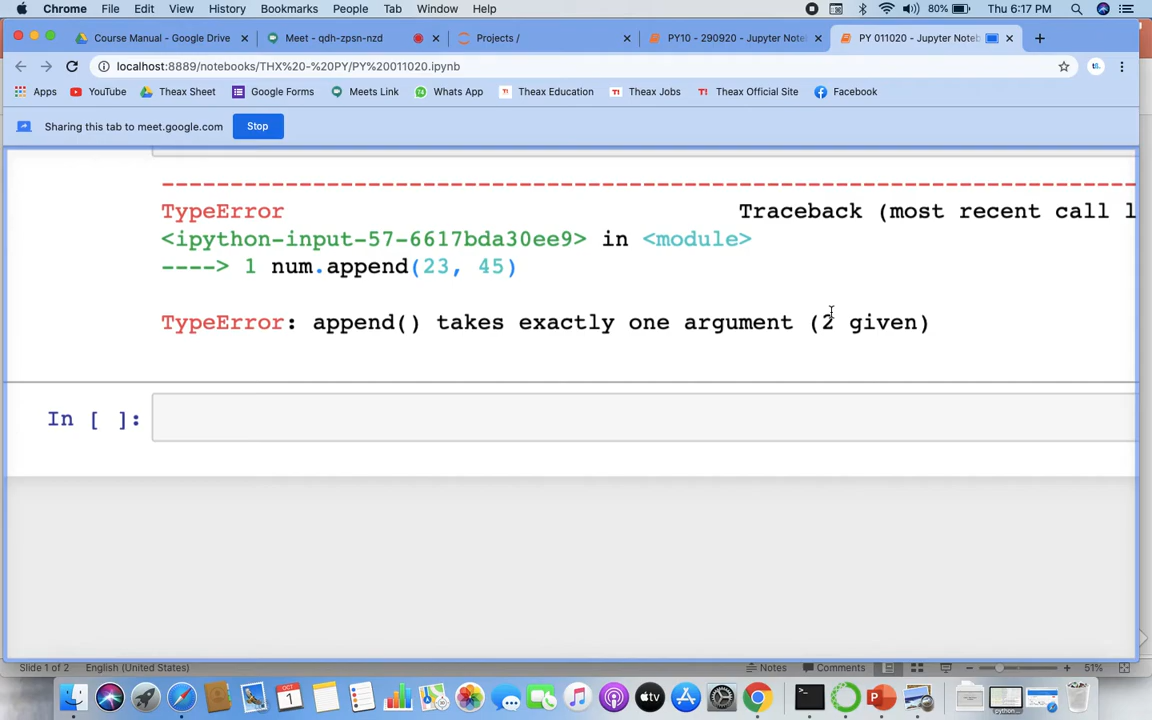 Chrome File Edit View History Bookmarks People Tab Window Help 80% Thu 6:17 PM
Course Manual - Google Drive Meet - qdh-zpsn-nzd Projects / PY10 - 290920 - Jupyter Note PY 011020 - Jupyter Noteb
localhost:8889/notebooks/THX%20-%20PY/PY%20011020.ipynb
Apps YouTube Theax Sheet Google Forms Meets Link Whats App Theax Education Theax Jobs Theax Official Site Facebook
Sharing this tab to meet.google.com Stop
TypeError Traceback (most recent call l
<ipython-input-57-6617bda30ee9> in <module>
----> 1 num.append(23, 45)
TypeError: append() takes exactly one argument (2 given)
In [ ]:
Slide 1 of 2 English (United States) Notes Comments 51%
OCT
1
tv